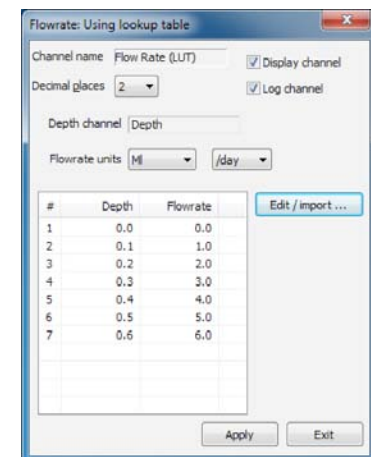 Flowrate: Using lookup table
Channel name Flow Rate (LUT) Display channel
Decimal places 2 Log channel
Depth channel Depth
Flowrate units Ml /day
# Depth Flowrate Edit / import ...
1 0.0 0.0
2 0.1 1.0
3 0.2 2.0
4 0.3 3.0
5 0.4 4.0
6 0.5 5.0
7 0.6 6.0
Apply Exit